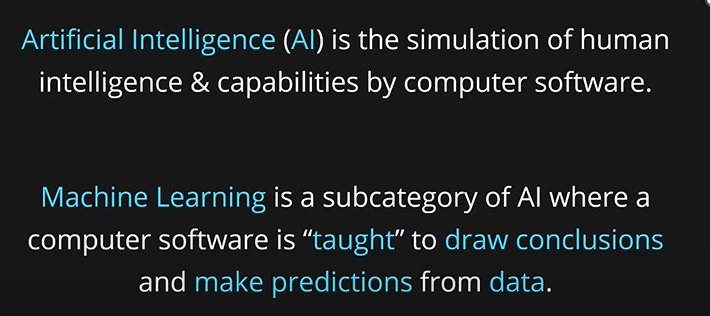 Artificial Intelligence (AI) is the simulation of human
intelligence & capabilities by computer software.
Machine Learning is a subcategory of AI where a
computer software is “taught” to draw conclusions
and make predictions from data.